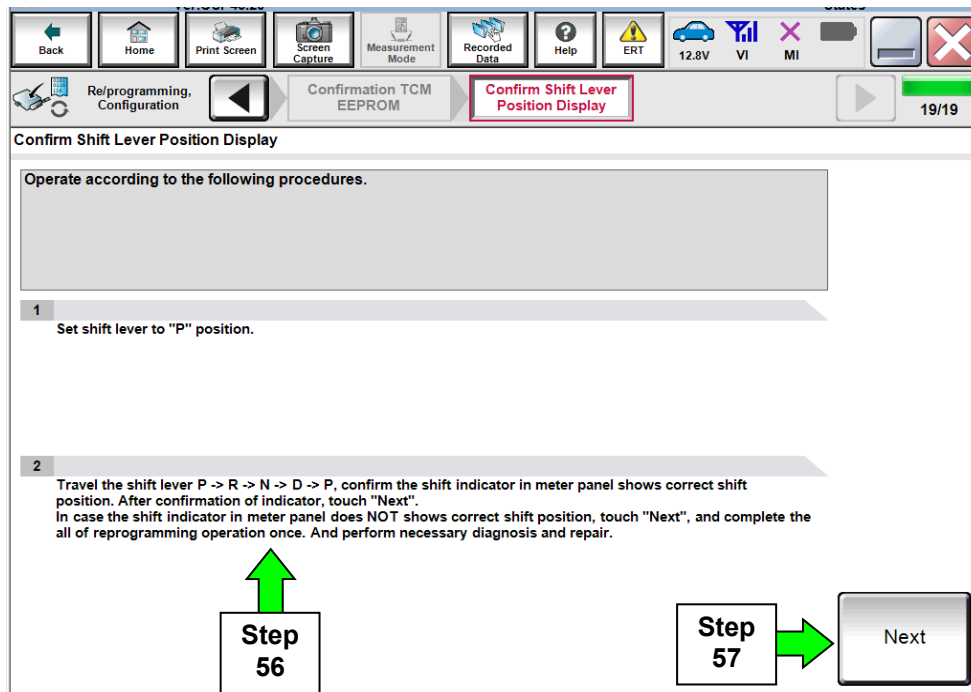 Back
Home
Print Screen
Screen
Capture
Measurement
Mode
Recorded
Data
Help
ERT
12.8V
VI
MI
Re/programming,
Configuration
Confirmation TCM
EEPROM
Confirm Shift Lever
Position Display
19/19
Confirm Shift Lever Position Display
Operate according to the following procedures.
1
Set shift lever to "P" position.
2
Travel the shift lever P -> R -> N -> D -> P, confirm the shift indicator in meter panel shows correct shift
position. After confirmation of indicator, touch "Next".
In case the shift indicator in meter panel does NOT shows correct shift position, touch "Next", and complete the
all of reprogramming operation once. And perform necessary diagnosis and repair.
Step
56
Step
57
Next